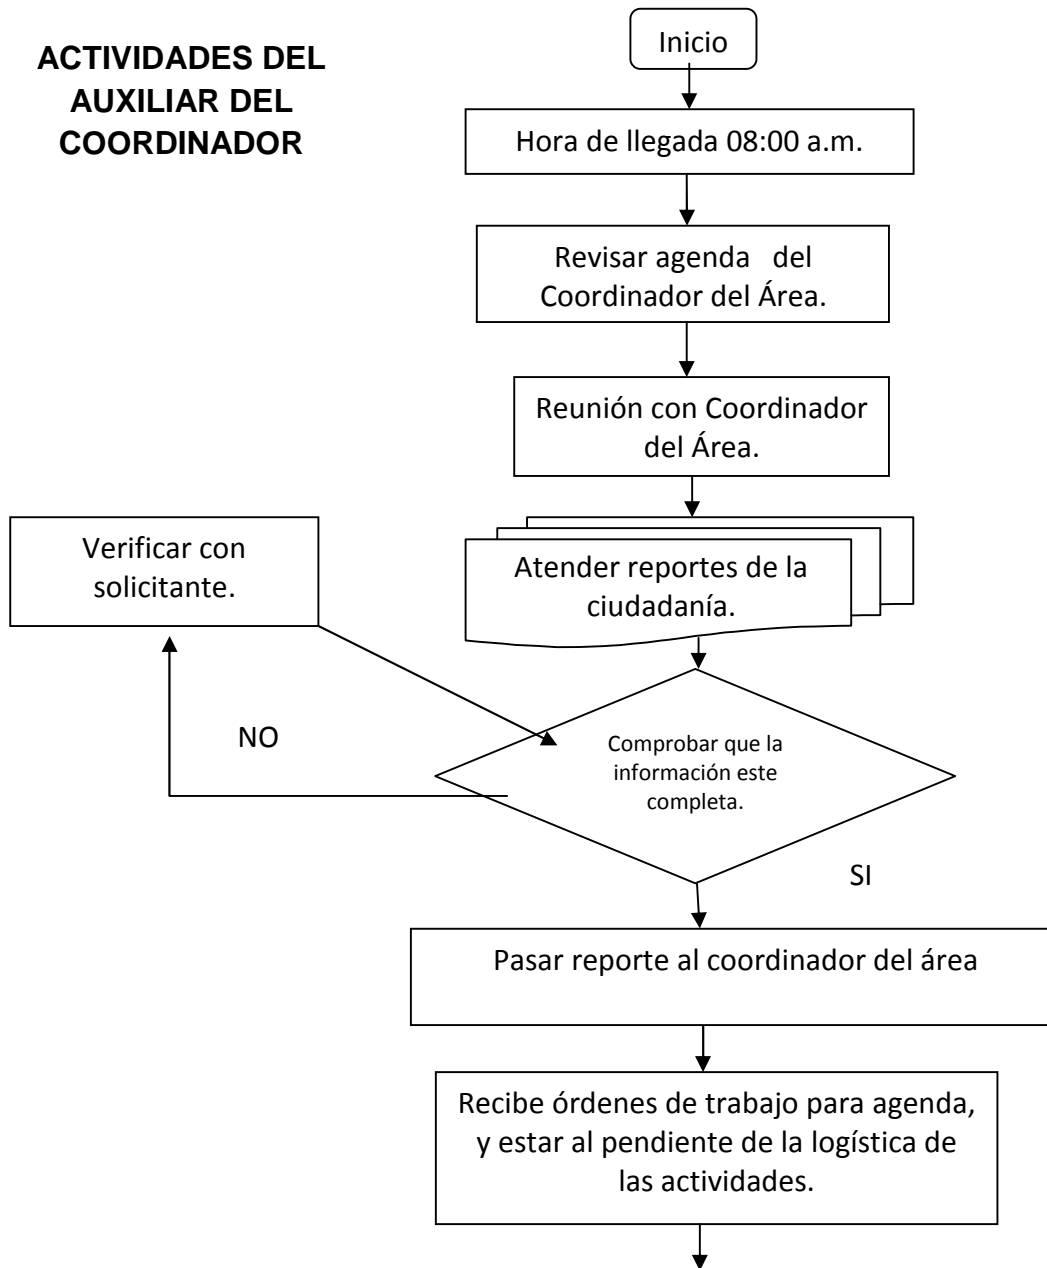 ACTIVIDADES DEL
AUXILIAR DEL
COORDINADOR
Inicio
Hora de llegada 08:00 a.m.
Revisar agenda del
Coordinador del Área.
Reunión con Coordinador
del Área.
Verificar con
solicitante.
Atender reportes de la
ciudadanía.
NO
Comprobar que la
información este
completa.
SI
Pasar reporte al coordinador del área
Recibe órdenes de trabajo para agenda,
y estar al pendiente de la logística de
las actividades.